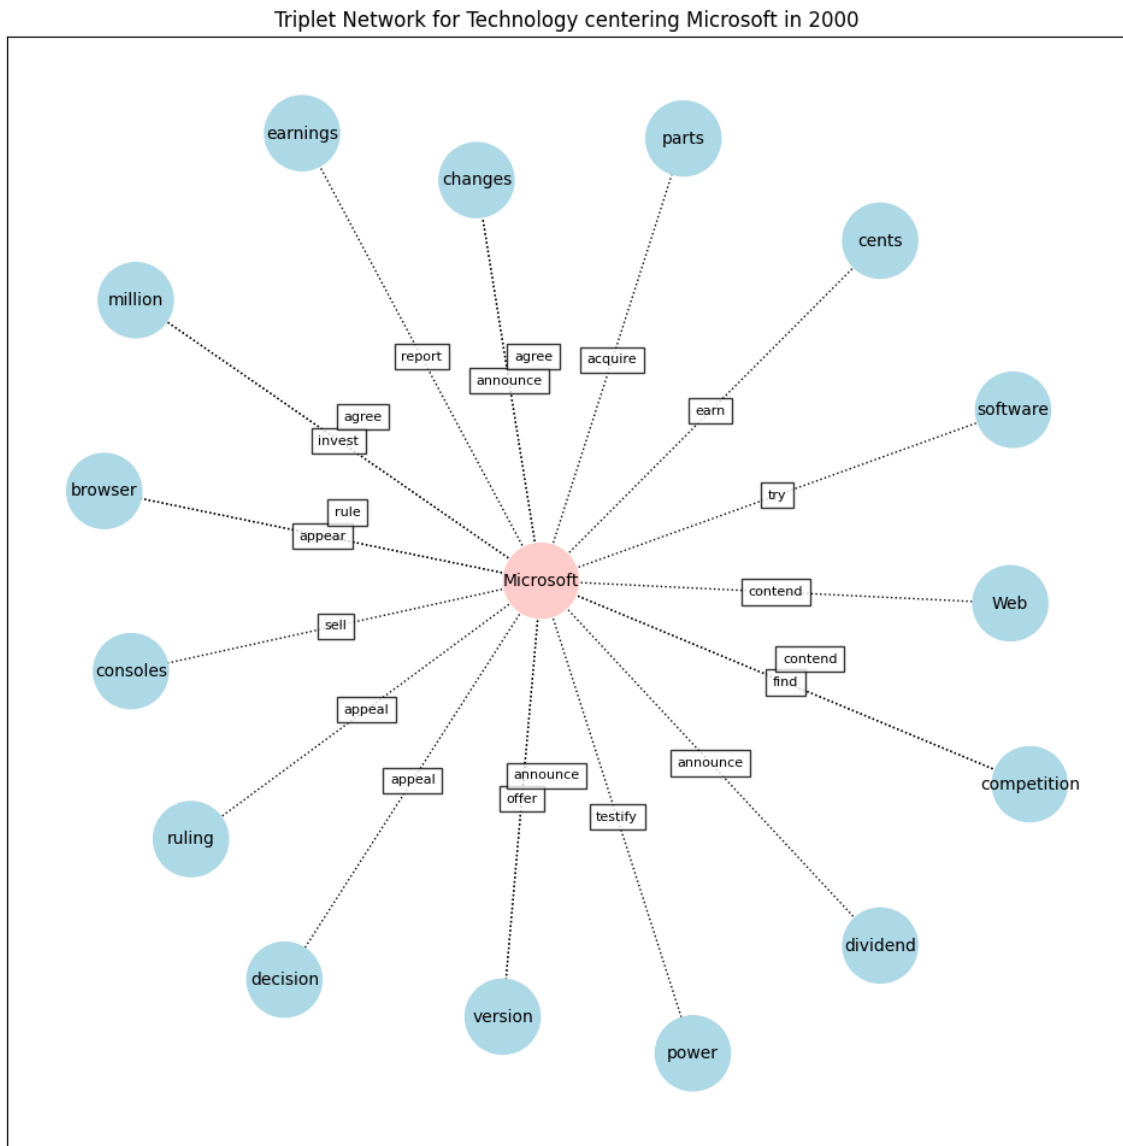 Triplet Network for Technology centering Microsoft in 2000
earnings
parts
changes
cents
million
report
agree
acquire
announce
earn
software
agree
invest
browser
try
rule
appear
Microsoft
contend
Web
sell
consoles
contend
find
appeal
announce
competition
announce
appeal
offer
testify
ruling
dividend
decision
version
power